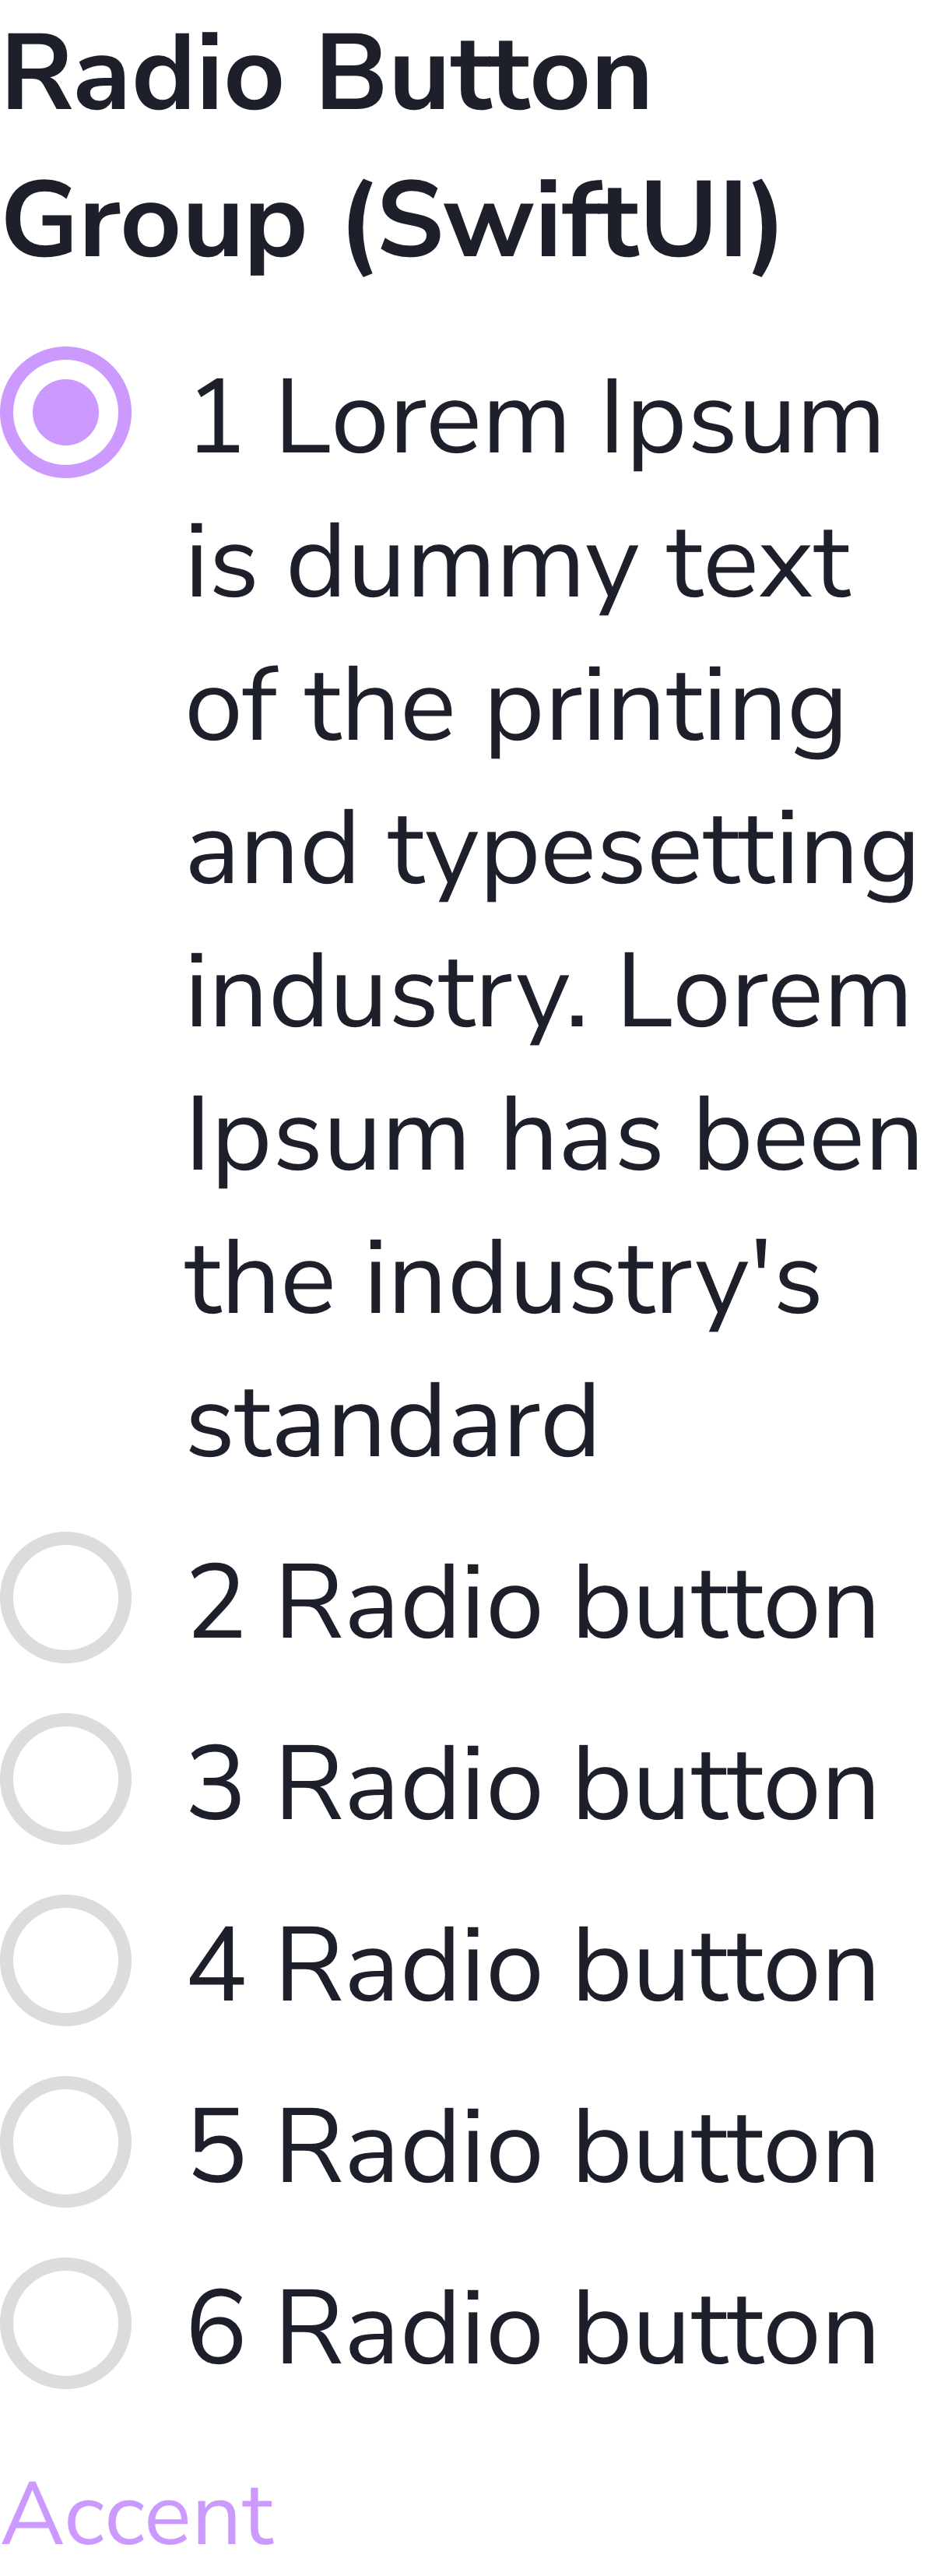 Radio Button
Group (SwiftUI)
1 Lorem Ipsum
is dummy text
of the printing
and typesetting
industry. Lorem
Ipsum has been
the industry's
standard
2 Radio button
3 Radio button
4 Radio button
5 Radio button
6 Radio button
Accent